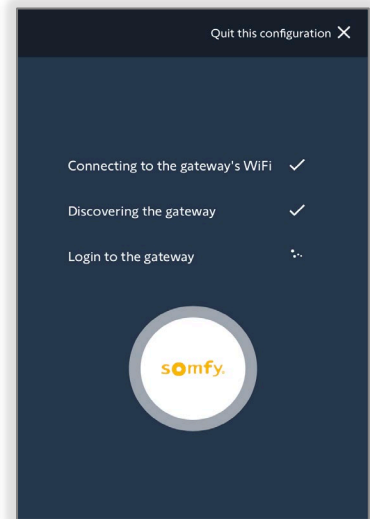 Quit this configuration
Connecting to the gateway's WiFi
Discovering the gateway
Login to the gateway
somfy.